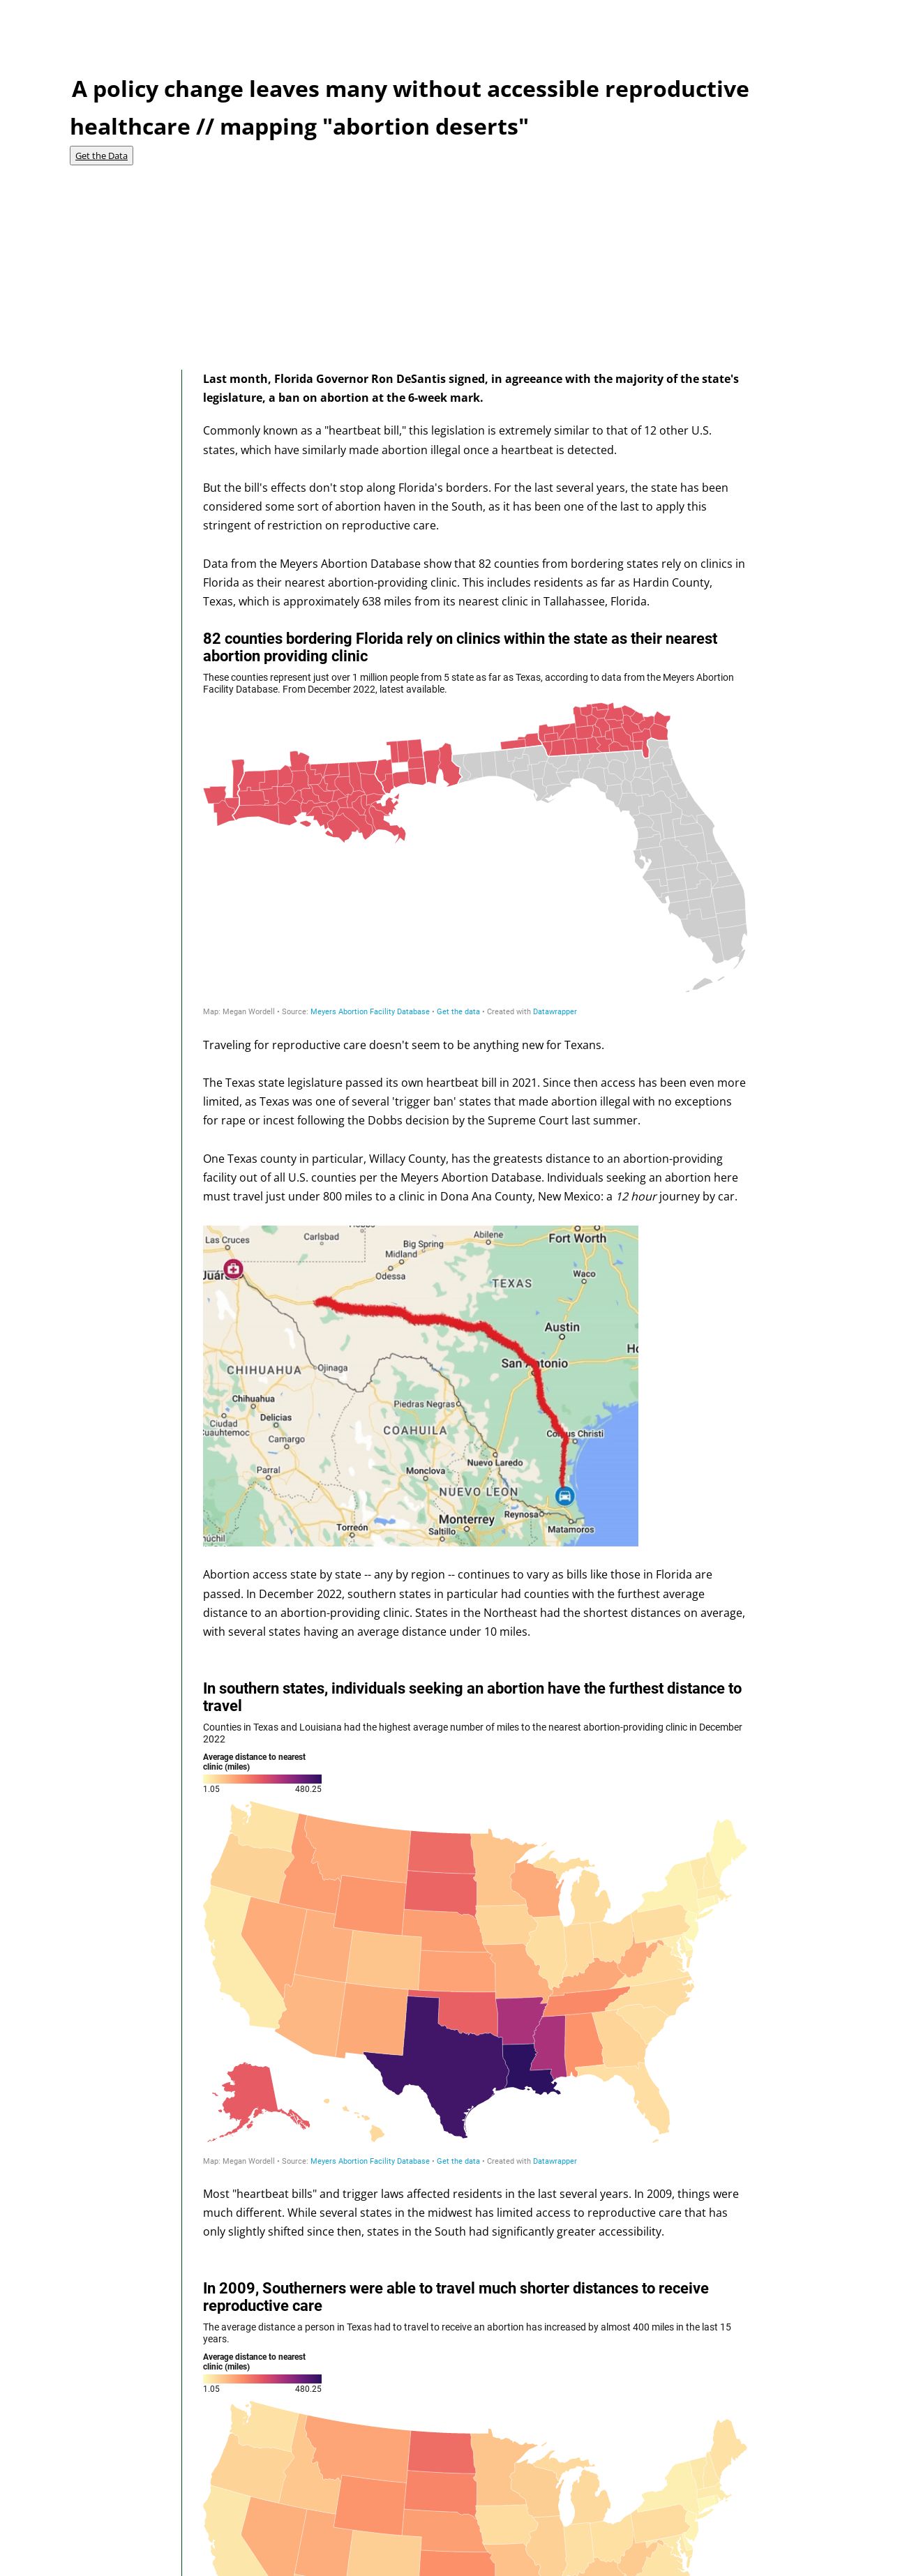 A policy change leaves many without accessible reproductive
healthcare // mapping "abortion deserts"
Get the Data
Last month, Florida Governor Ron DeSantis signed, in agreeance with the majority of the state's
legislature, a ban on abortion at the 6-week mark.
Commonly known as a "heartbeat bill," this legislation is extremely similar to that of 12 other U.S.
states, which have similarly made abortion illegal once a heartbeat is detected.
But the bill's effects don't stop along Florida's borders. For the last several years, the state has been
considered some sort of abortion haven in the South, as it has been one of the last to apply this
stringent of restriction on reproductive care.
Data from the Meyers Abortion Database show that 82 counties from bordering states rely on clinics in
Florida as their nearest abortion-providing clinic. This includes residents as far as Hardin County,
Texas, which is approximately 638 miles from its nearest clinic in Tallahassee, Florida.
82 counties bordering Florida rely on clinics within the state as their nearest
abortion providing clinic
These counties represent just over 1 million people from 5 state as far as Texas, according to data from the Meyers Abortion
Facility Database. From December 2022, latest available.
Map: Megan Wordell • Source: Meyers Abortion Facility Database • Get the data • Created with Datawrapper
Traveling for reproductive care doesn't seem to be anything new for Texans.
The Texas state legislature passed its own heartbeat bill in 2021. Since then access has been even more
limited, as Texas was one of several 'trigger ban' states that made abortion illegal with no exceptions
for rape or incest following the Dobbs decision by the Supreme Court last summer.
One Texas county in particular, Willacy County, has the greatest distance to an abortion-providing
facility out of all U.S. counties per the Meyers Abortion Database. Individuals seeking an abortion here
must travel just under 800 miles to a clinic in Dona Ana County, New Mexico: a 12 hour journey by car.
Las Cruces
Carlsbad
Big Spring
Abilene
Fort Worth
Midland
Odessa
TEXAS
Waco
Austin
San Antonio
CHIHUAHUA
Ojinaga
Chihuahua
Piedras Negras
Ciudad
Cuauhtemoc
Delicias
Camargo
COAHUILA
Corpus Christi
Parral
Monclova
Nuevo Laredo
NUEVO LEON
Monterrey
Reynosa
Torreón
Saltillo
Matamoros
Abortion access state by state -- any by region -- continues to vary as bills like those in Florida are
passed. In December 2022, southern states in particular had counties with the furthest average
distance to an abortion-providing clinic. States in the Northeast had the shortest distances on average,
with several states having an average distance under 10 miles.
In southern states, individuals seeking an abortion have the furthest distance to
travel
Counties in Texas and Louisiana had the highest average number of miles to the nearest abortion-providing clinic in December
2022
Average distance to nearest
clinic (miles)
1.05 480.25
Map: Megan Wordell • Source: Meyers Abortion Facility Database • Get the data • Created with Datawrapper
Most "heartbeat bills" and trigger laws affected residents in the last several years. In 2009, things were
much different. While several states in the midwest has limited access to reproductive care that has
only slightly shifted since then, states in the South had significantly greater accessibility.
In 2009, Southerners were able to travel much shorter distances to receive
reproductive care
The average distance a person in Texas had to travel to receive an abortion has increased by almost 400 miles in the last 15
years.
Average distance to nearest
clinic (miles)
1.05 480.25